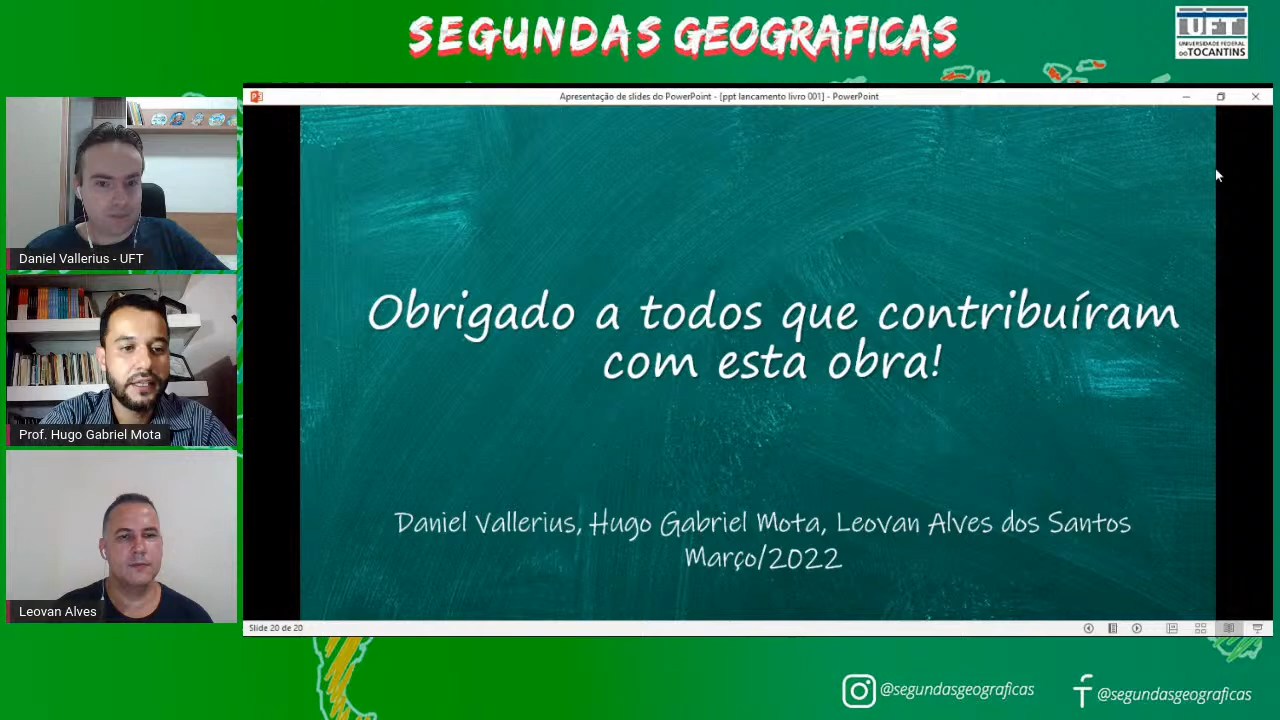 SEGUNDAS GEOGRAFICAS
UFT
UNIVERSIDADE FEDERAL
DO TOCANTINS
Apresentação de slides do PowerPoint - [ppt lancamento livro 001] - PowerPoint
Daniel Vallerius - UFT
Prof. Hugo Gabriel Mota
Leovan Alves
Obrigado a todos que contribuíram
com esta obra!
Daniel Vallerius, Hugo Gabriel Mota, Leovan Alves dos Santos
Março/2022
Slide 20 de 20
@segundasgeograficas
@segundasgeograficas